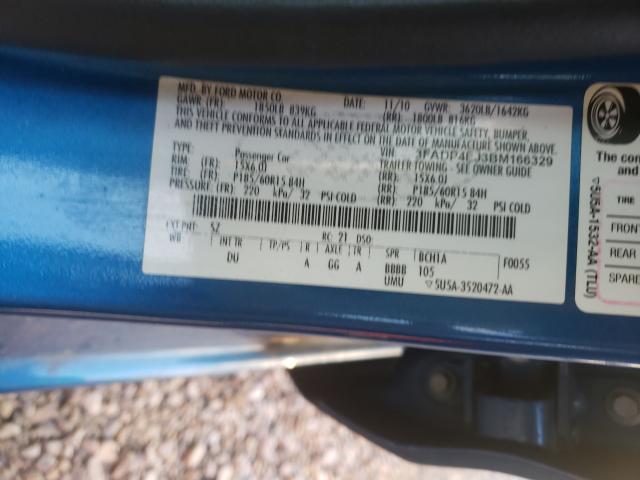 MFD. BY FORD MOTOR CO.
DATE: 11/10 GVWR: 3620LB/1642KG
GAWR: (FR): 1850LB 839KG (RR): 1800LB 816KG
THIS VEHICLE CONFORMS TO ALL APPLICABLE FEDERAL MOTOR VEHICLE SAFETY, BUMPER,
AND THEFT PREVENTION STANDARDS IN EFFECT ON THE DATE OF MANUFACTURE SHOWN ABOVE.
VIN: 3FADP4EJ3BM166329
TYPE: Passenger Car TRAILER TOWING - SEE OWNER GUIDE
RIM (FR): 15X6.0J (RR): 15X6.0J
TIRE (FR): P185/60R15 84H (RR): P185/60R15 84H
PRESSURE (FR): 220 kPa/ 32 PSI COLD (RR): 220 kPa/ 32 PSI COLD
EXT PNT: SZ RC: 21 DSO:
WB INT TR TP/PS R AXLE TR SPR BCHIA F0055
DU A GG A BBBB 105
UMU ▽5U5A-3520472-AA
The con
TIRE
FRONT
REAR
SPARE
▽5U5A-1532-AA (TLU)